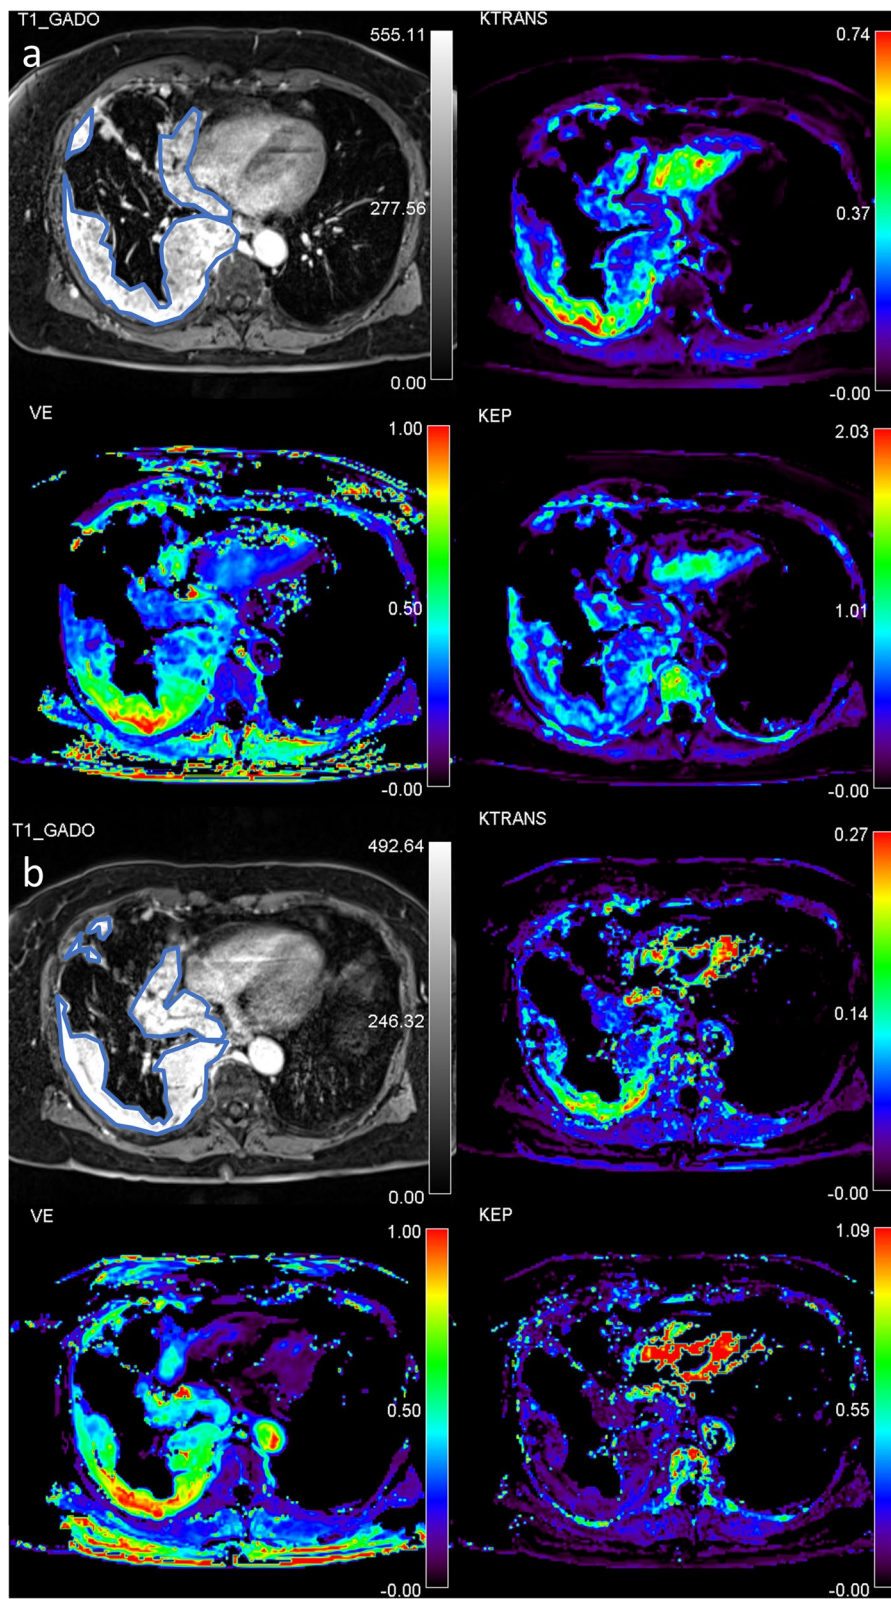 T1_GADO
555.11
a
277.56
0.00
KTRANS
0.74
0.37
-0.00
VE
1.00
0.50
-0.00
KEP
2.03
1.01
-0.00
T1_GADO
492.64
b
246.32
0.00
KTRANS
0.27
0.14
-0.00
VE
1.00
0.50
-0.00
KEP
1.09
0.55
-0.00